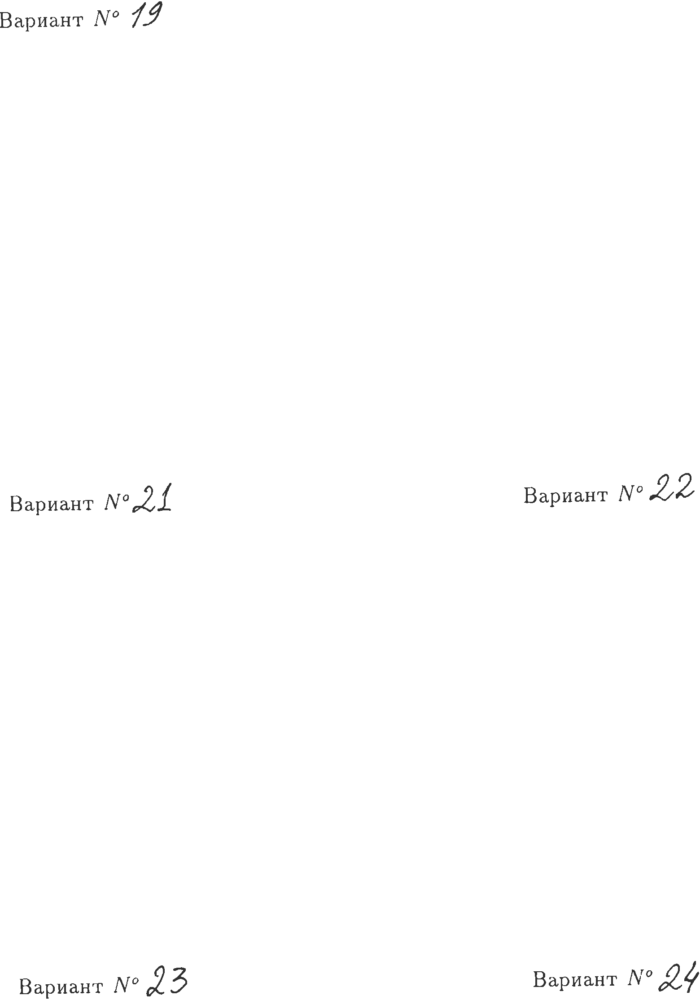 Вариант № 19
Вариант № 21
Вариант № 22
Вариант № 23
Вариант № 24